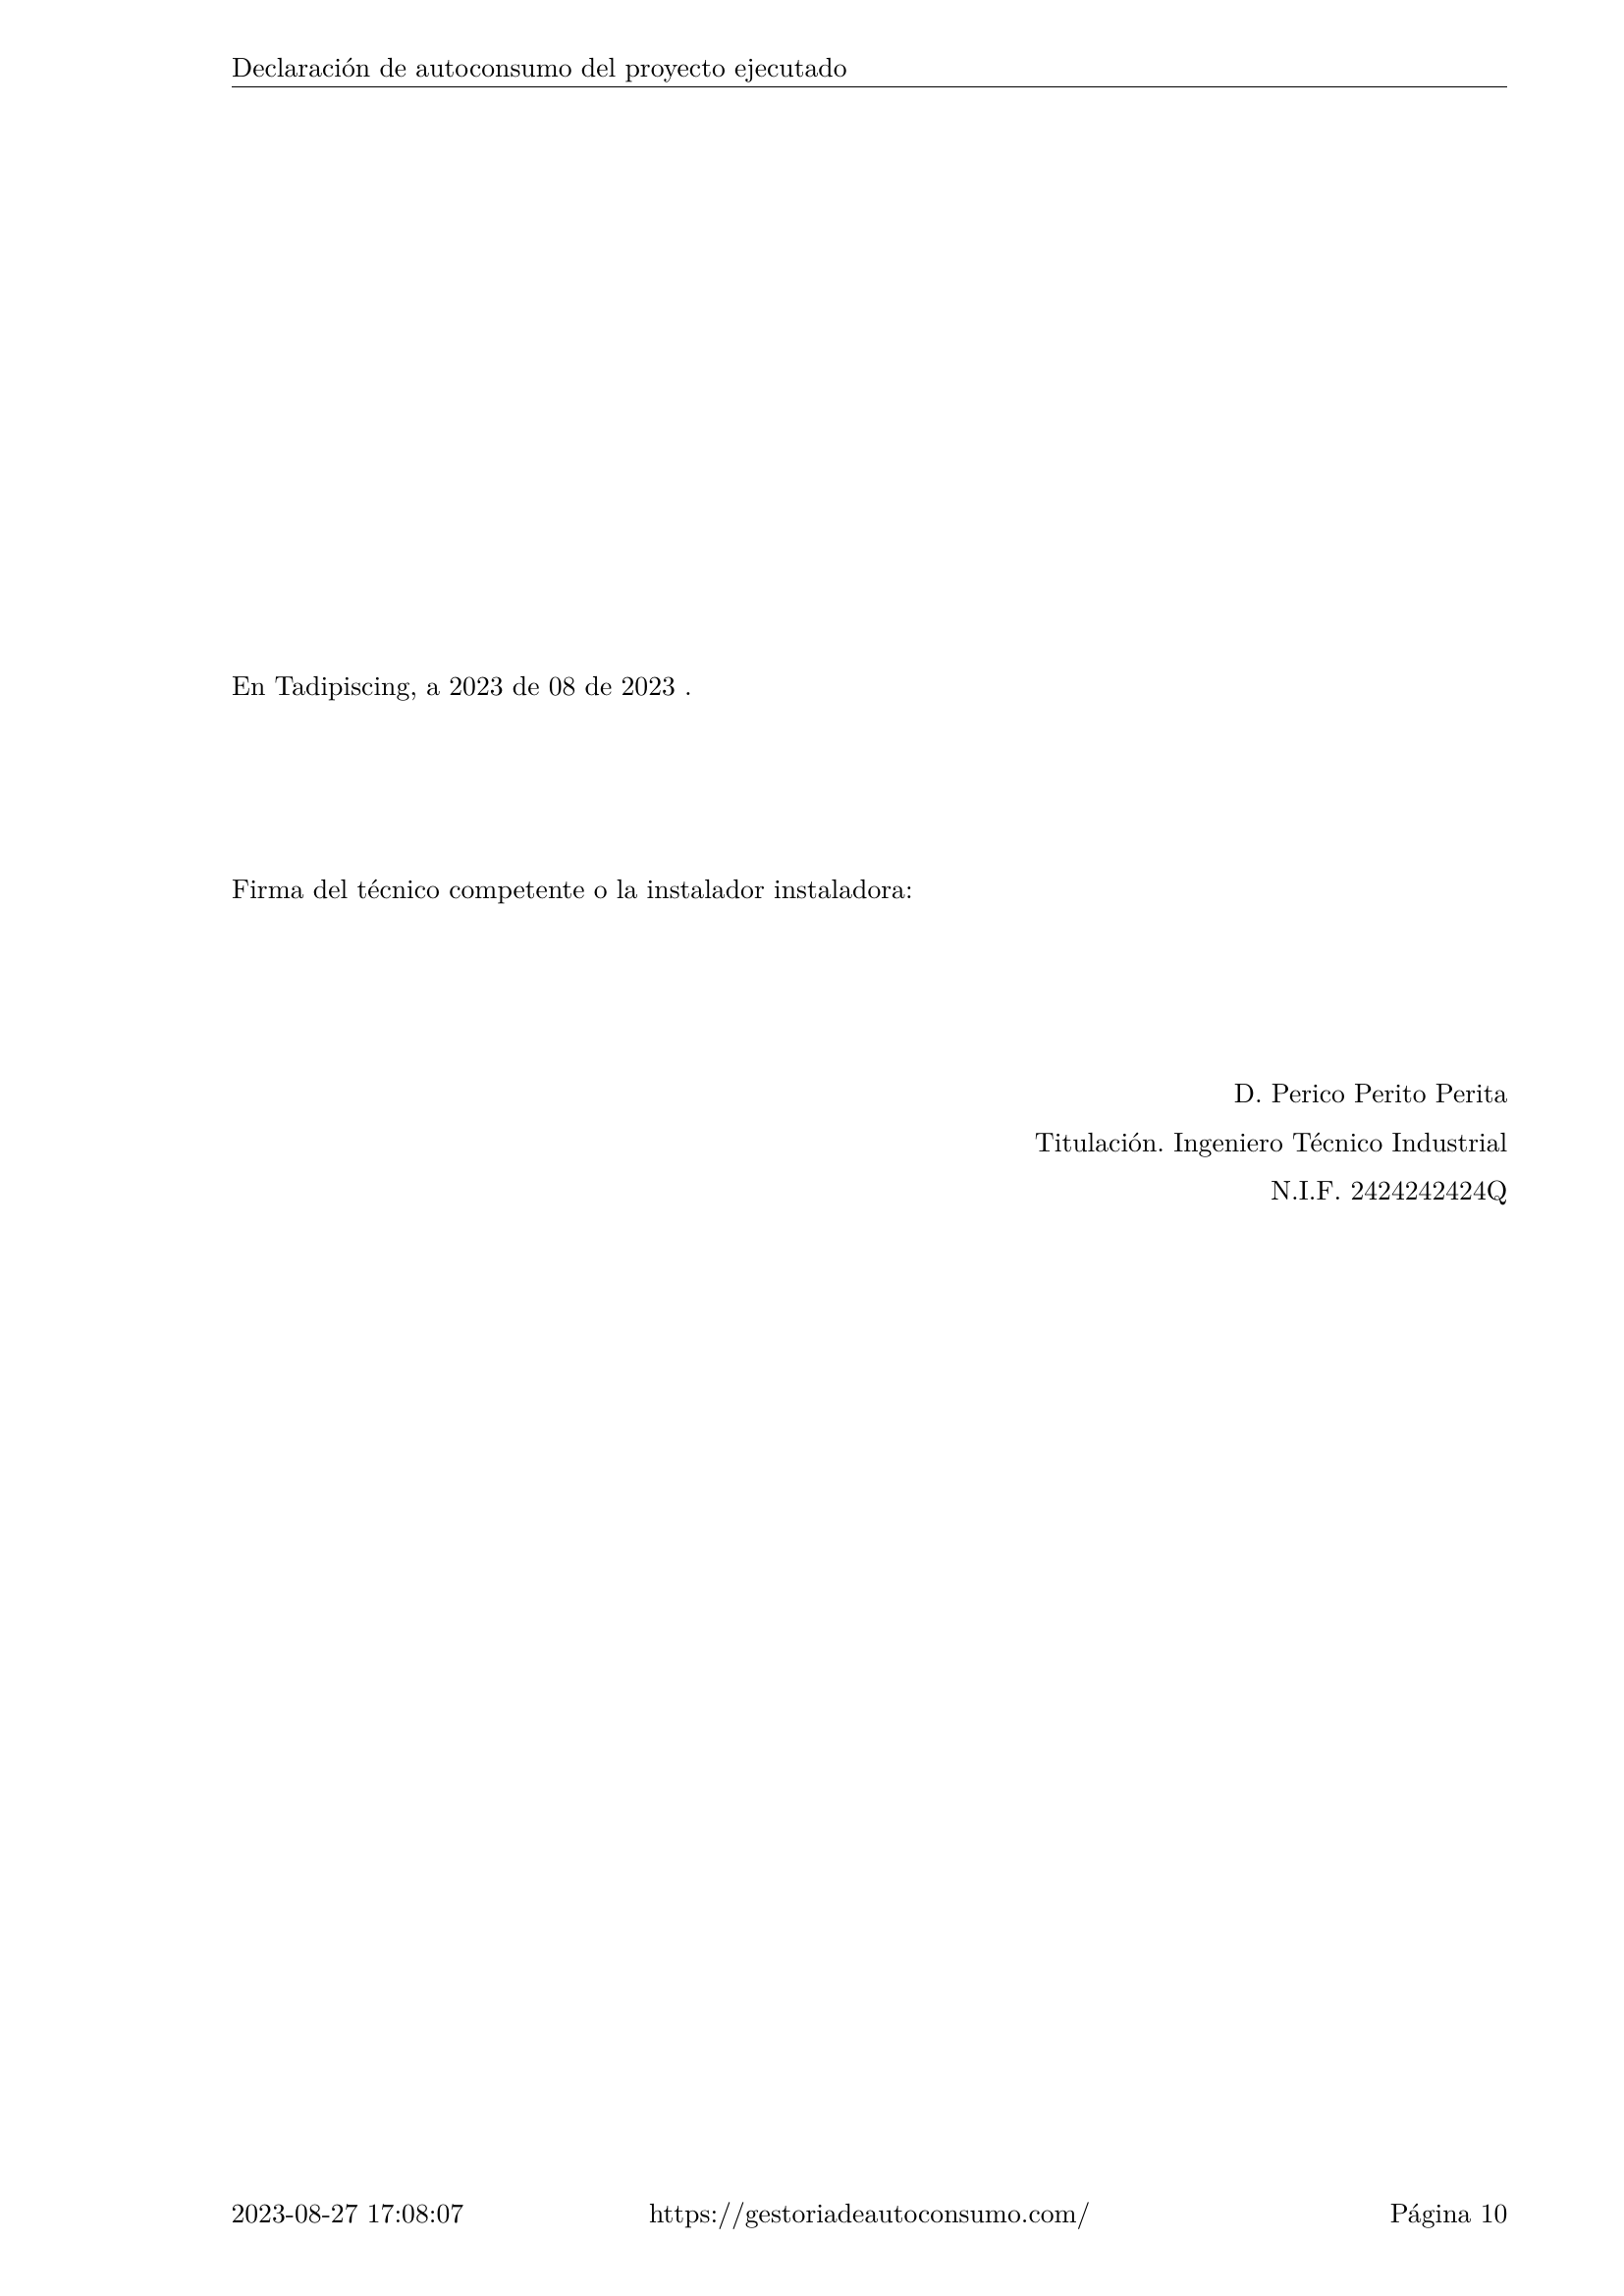 Declaración de autoconsumo del proyecto ejecutado
En Tadipiscing, a 2023 de 08 de 2023 .
Firma del técnico competente o la instalador instaladora:
D. Perico Perito Perita
Titulación. Ingeniero Técnico Industrial
N.I.F. 2424242424Q
2023-08-27 17:08:07 https://gestoriadeautoconsumo.com/ Página 10